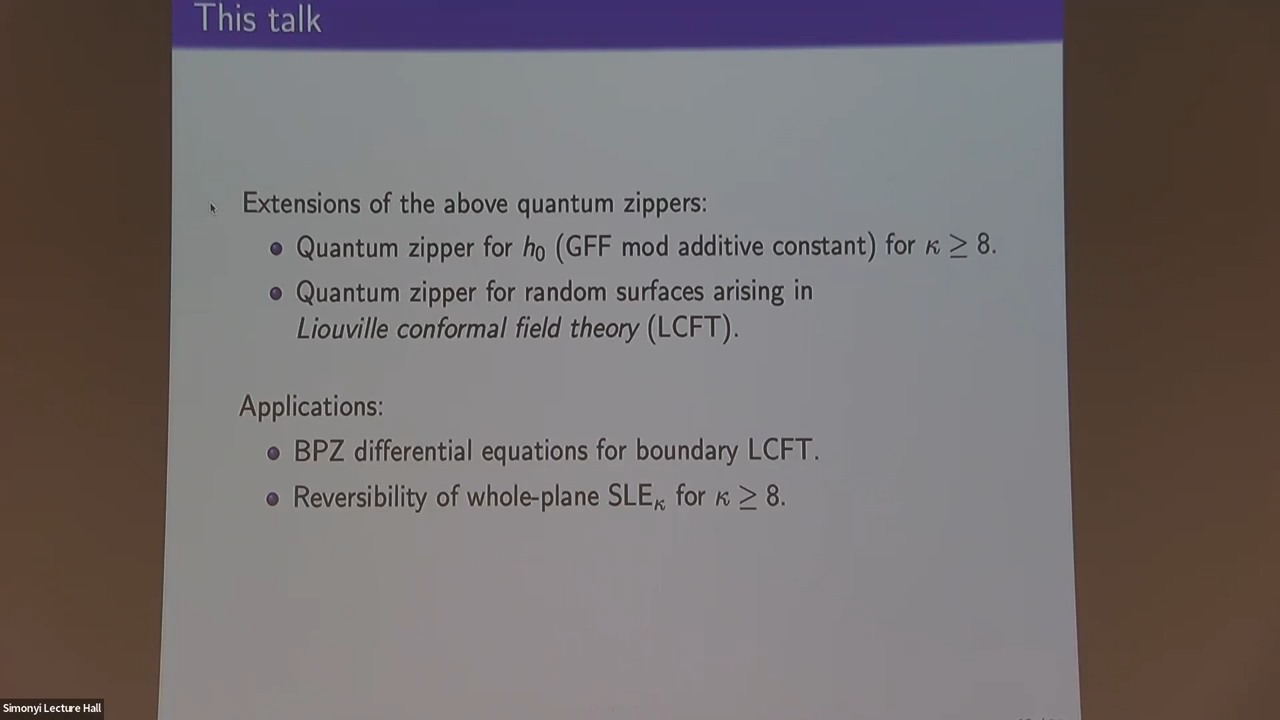 This talk
Extensions of the above quantum zippers:
Quantum zipper for h₀ (GFF mod additive constant) for κ ≥ 8.
Quantum zipper for random surfaces arising in
Liouville conformal field theory (LCFT).
Applications:
BPZ differential equations for boundary LCFT.
Reversibility of whole-plane SLEκ for κ ≥ 8.
Simonyi Lecture Hall